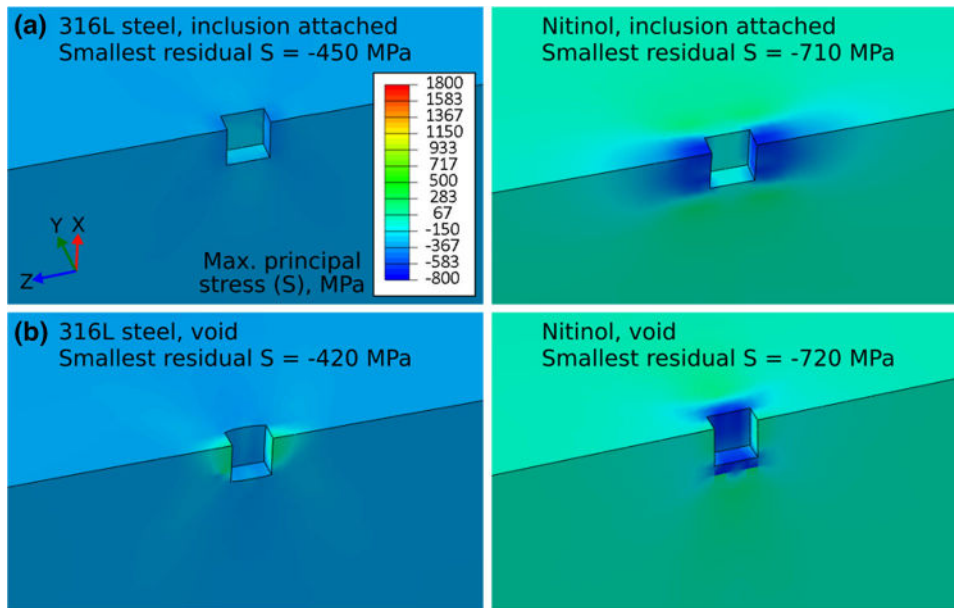 (a) 316L steel, inclusion attached
Smallest residual S = -450 MPa
Nitinol, inclusion attached
Smallest residual S = -710 MPa
1800
1583
1367
1150
933
717
500
283
67
-150
-367
-583
-800
Y X
Z
Max. principal
stress (S), MPa
(b) 316L steel, void
Smallest residual S = -420 MPa
Nitinol, void
Smallest residual S = -720 MPa